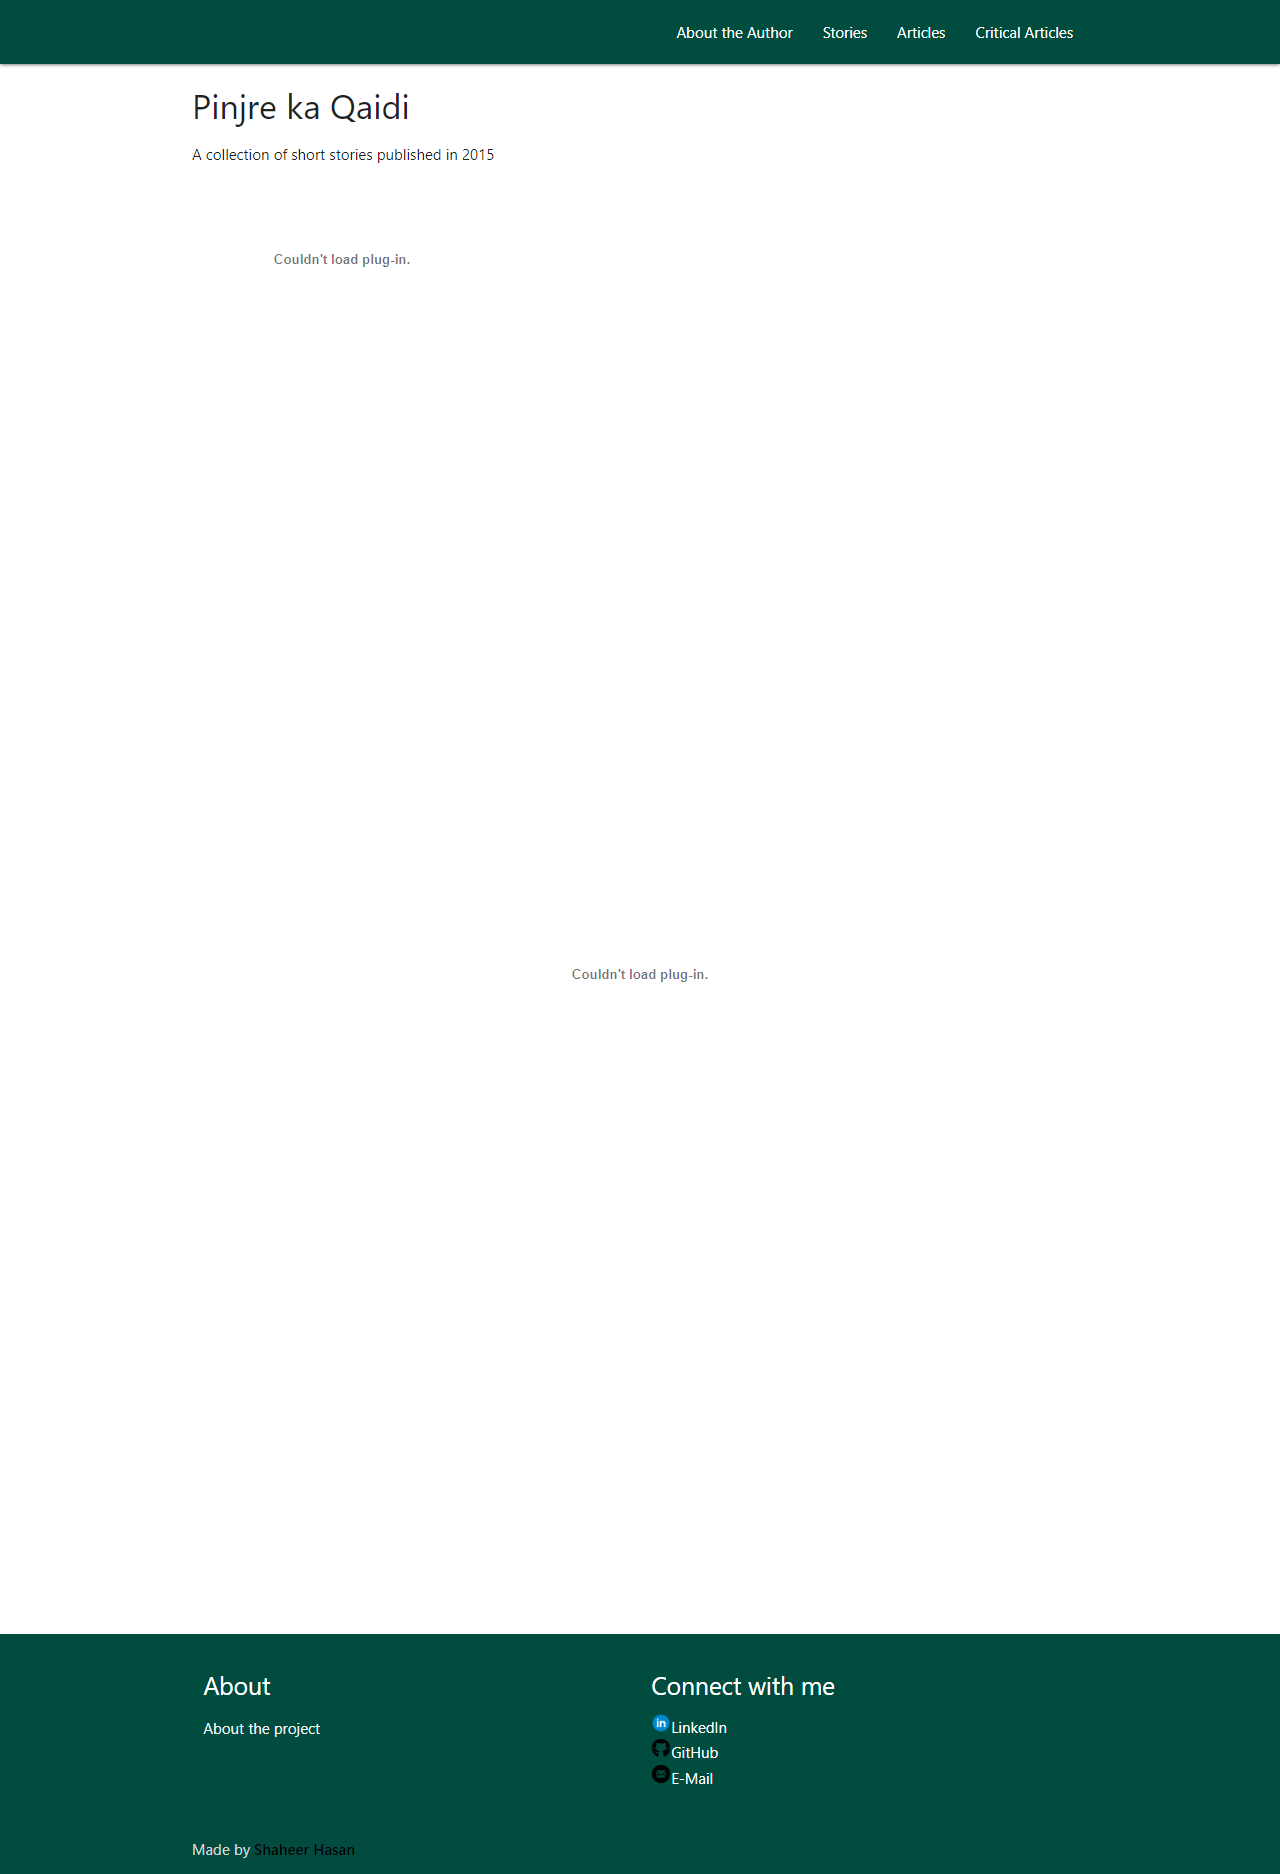 About the Author Stories Articles Critical Articles
Pinjre ka Qaidi
A collection of short stories published in 2015
Couldn't load plug-in.
Couldn't load plug-in.
About
About the project
Connect with me
in LinkedIn
GitHub
E-Mail
Made by Shaheer Hasan